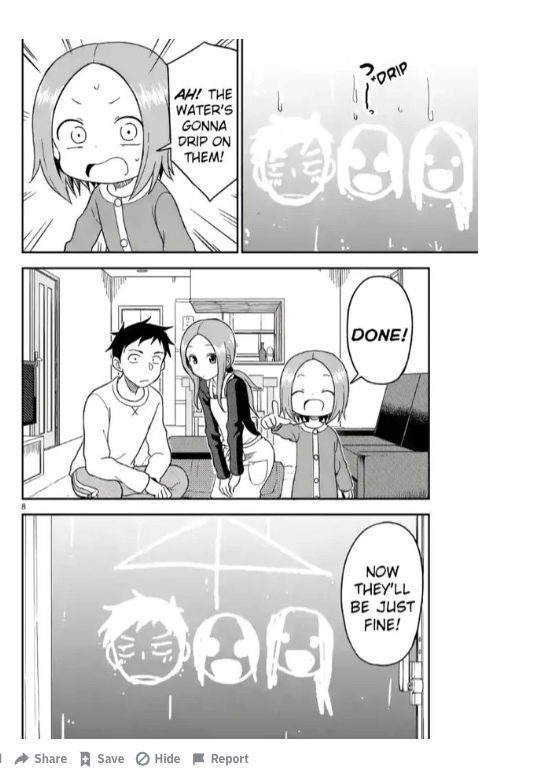 AH! THE
WATER'S
GONNA
DRIP ON
THEM!
DRIP
DONE!
8
NOW
THEY'LL
BE JUST
FINE!
Share Save Hide Report